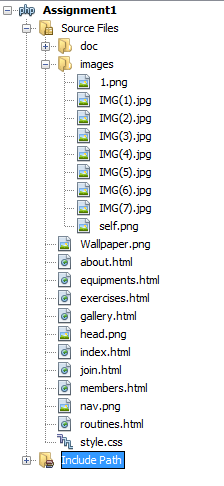 php Assignment1
Source Files
doc
images
1.png
IMG(1).jpg
IMG(2).jpg
IMG(3).jpg
IMG(4).jpg
IMG(5).jpg
IMG(6).jpg
IMG(7).jpg
self.png
Wallpaper.png
about.html
equipments.html
exercises.html
gallery.html
head.png
index.html
join.html
members.html
nav.png
routines.html
style.css
Include Path